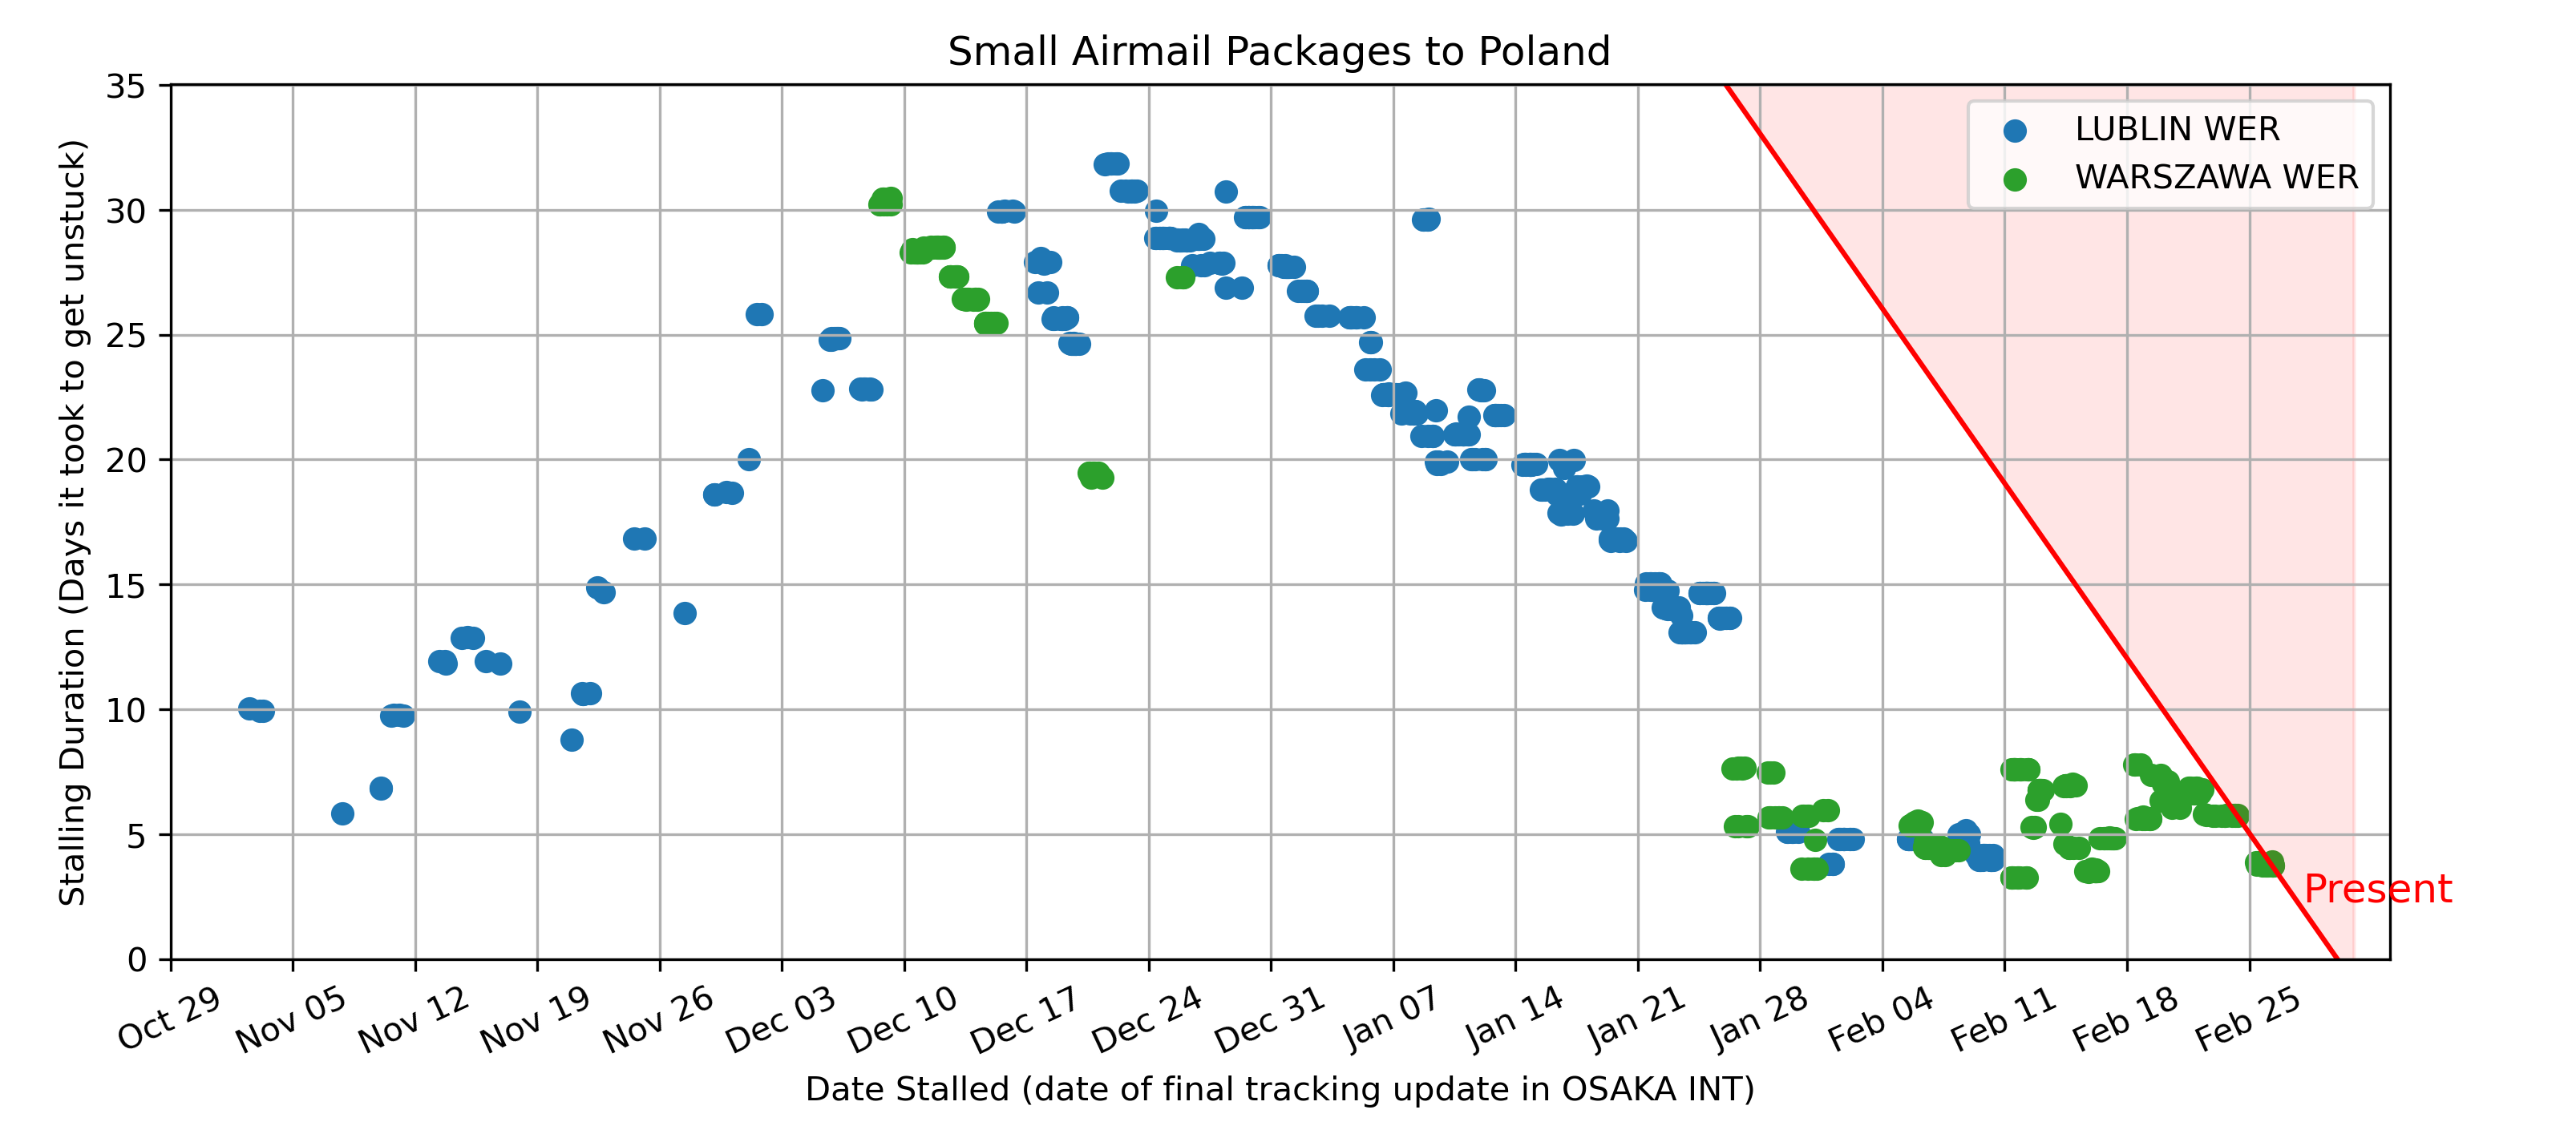 Small Airmail Packages to Poland
Stalling Duration (Days it took to get unstuck)
35
30
25
20
15
10
5
0
LUBLIN WER
WARSZAWA WER
Present
Oct 29
Nov 05
Nov 12
Nov 19
Nov 26
Dec 03
Dec 10
Dec 17
Dec 24
Dec 31
Jan 07
Jan 14
Jan 21
Jan 28
Feb 04
Feb 11
Feb 18
Feb 25
Date Stalled (date of final tracking update in OSAKA INT)